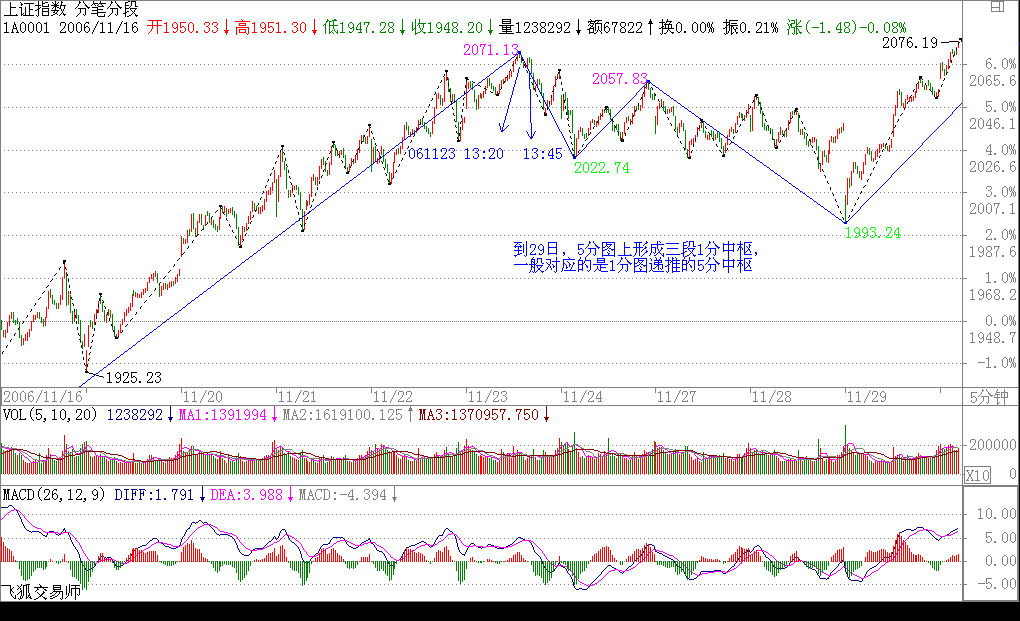 上证指数 分笔分段
1A0001 2006/11/16 开1950.33↓高1951.30↓低1947.28↓收1948.20↓量1238292↓额67822↑换0.00% 振0.21% 涨(-1.48)-0.08%
2076.19
2071.13
6.0%
2057.83
2065.6
5.0%
2046.1
061123 13:20 13:45
4.0%
2022.74
2026.6
3.0%
2007.1
1993.24
2.0%
到29日，5分图上形成三段1分中枢，
1987.6
一般对应的是1分图递推的5分中枢
1.0%
1968.2
0.0%
1948.7
-1.0%
1925.23
2006/11/16 11/20 11/21 11/22 11/23 11/24 11/27 11/28 11/29 5分钟
VOL(5,10,20) 1238292↓MA1:1391994↓MA2:1619100.125↑MA3:1370957.750↓
200000
X10 0
MACD(26,12,9) DIFF:1.791↓DEA:3.988↓MACD:-4.394↓
10.00
5.00
0.00
-5.00
飞狐交易师